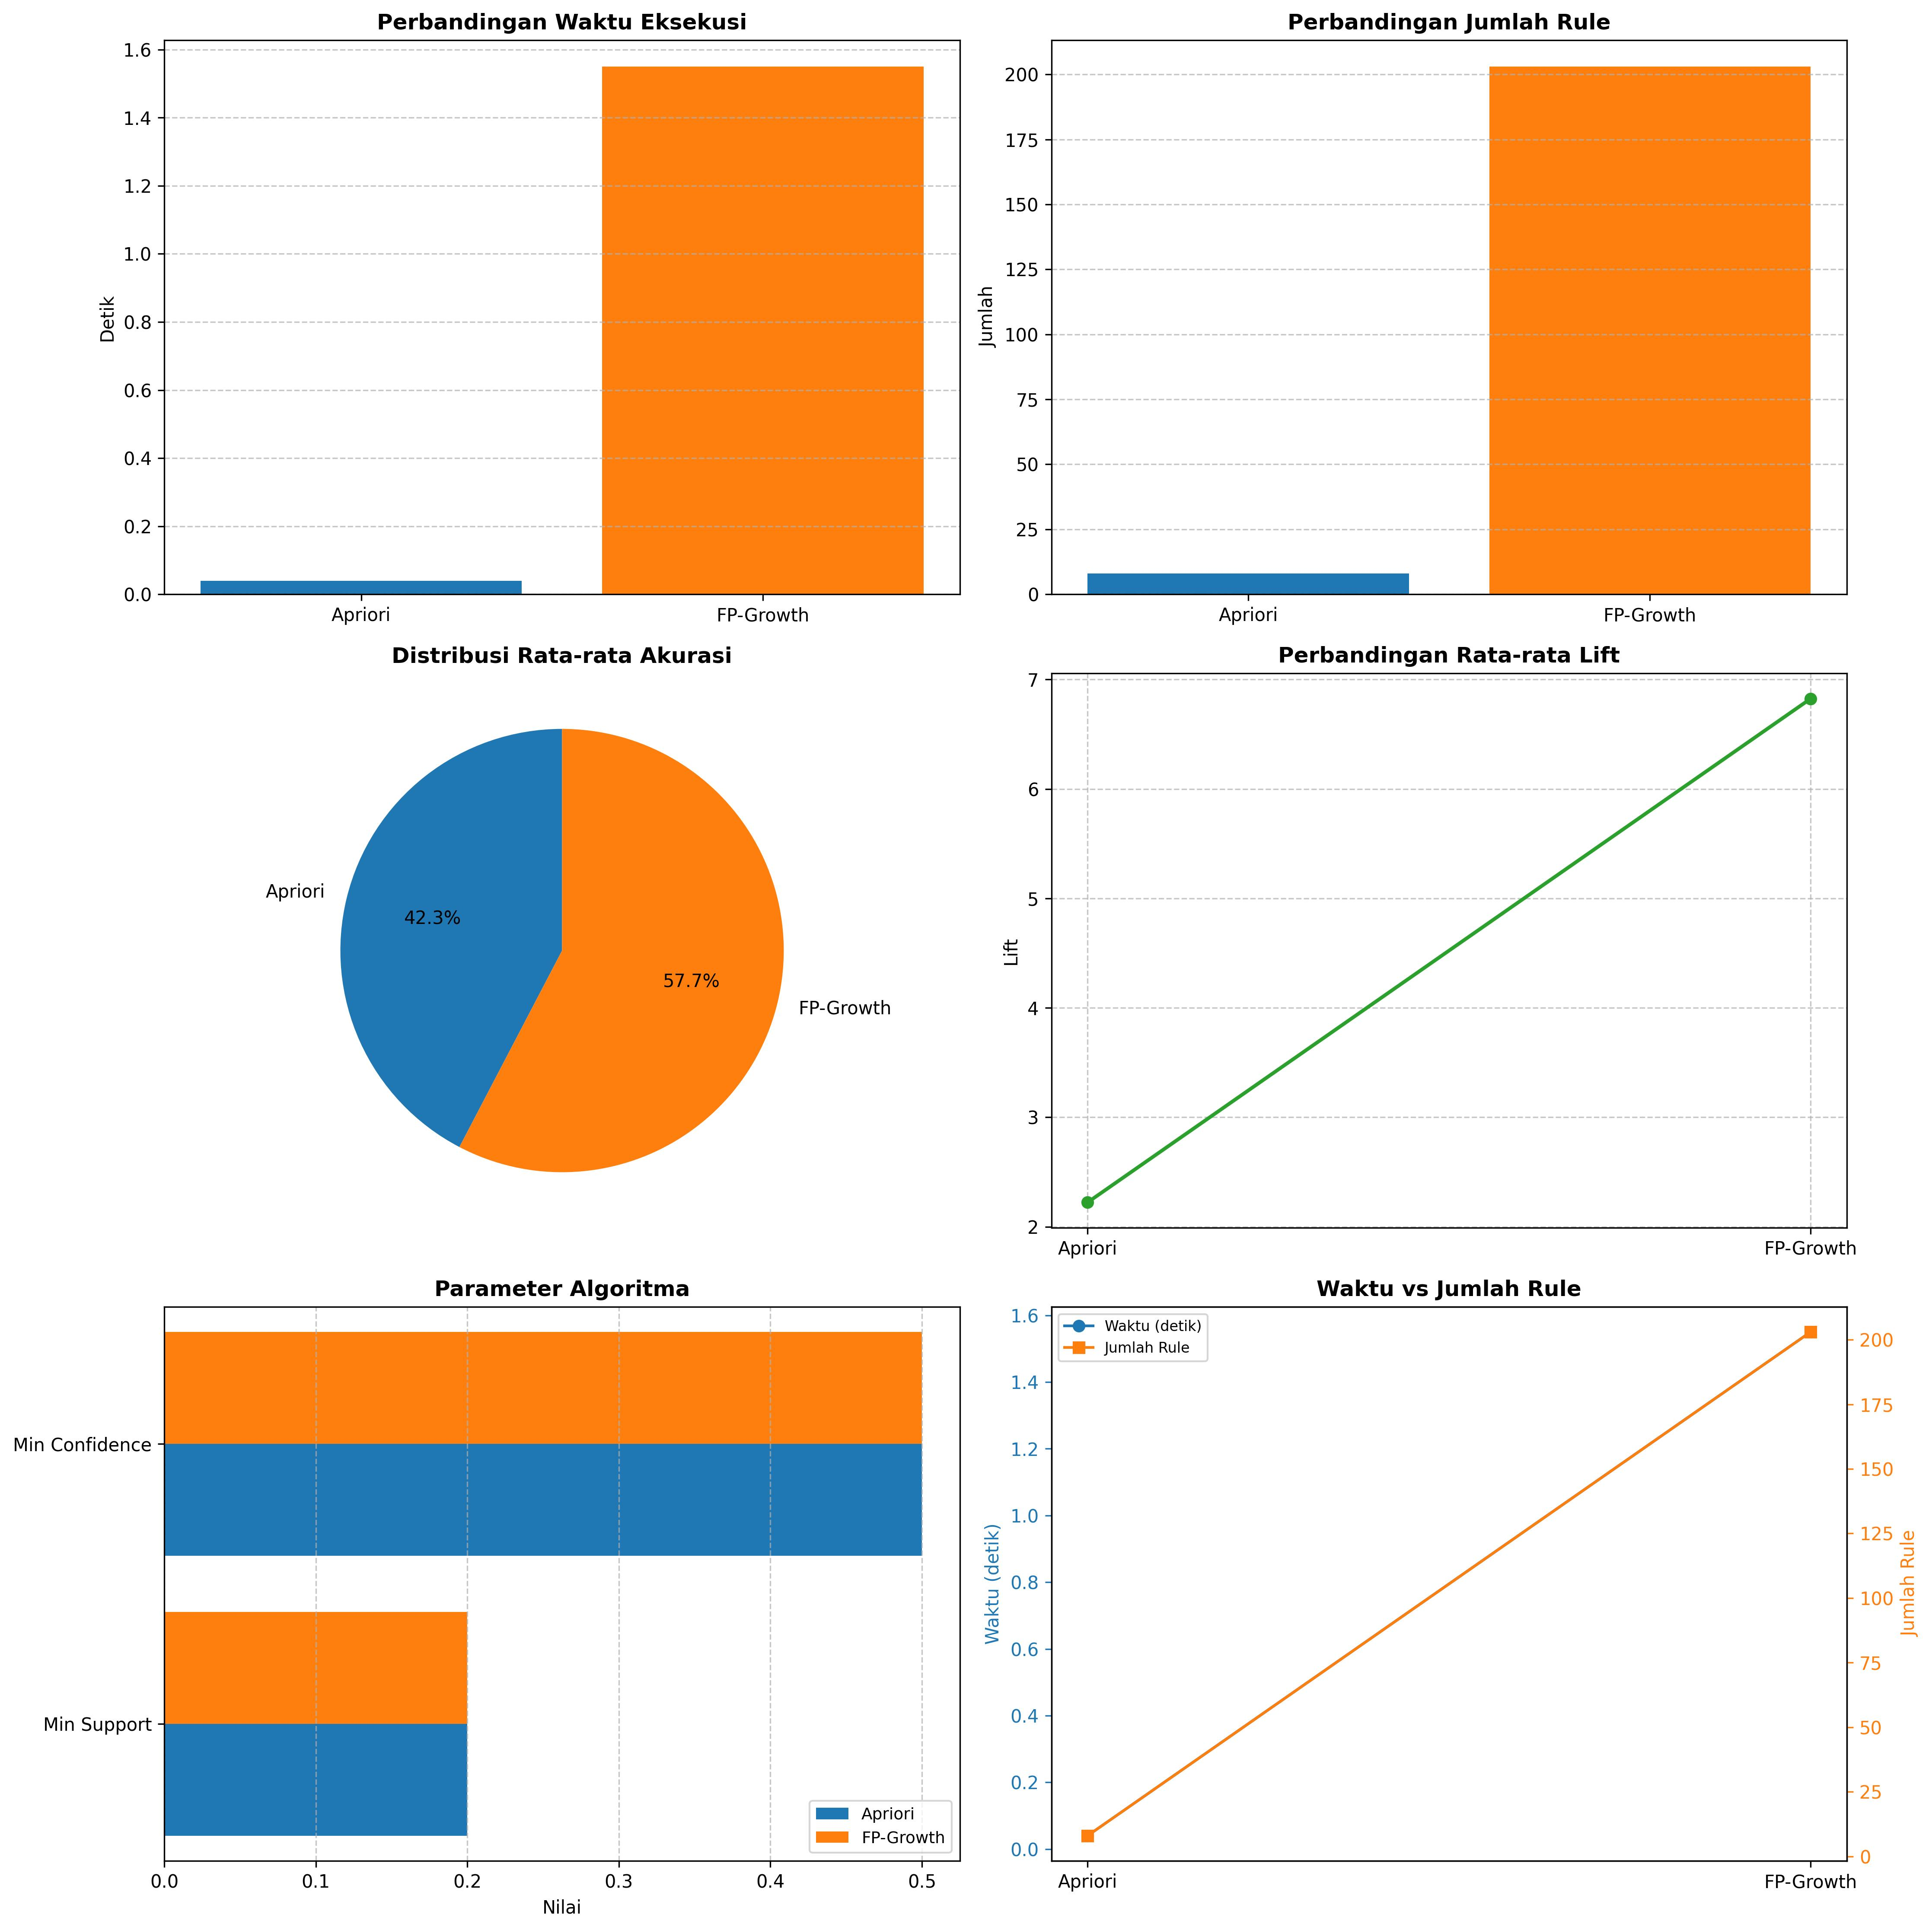 Perbandingan Waktu Eksekusi
1.6
1.4
1.2
1.0
0.8
0.6
0.4
0.2
0.0
Detik
Apriori
FP-Growth
Perbandingan Jumlah Rule
200
175
150
125
100
75
50
25
0
Jumlah
Apriori
FP-Growth
Distribusi Rata-rata Akurasi
Apriori
42.3%
57.7%
FP-Growth
Perbandingan Rata-rata Lift
7
6
5
4
3
2
Lift
Apriori
FP-Growth
Parameter Algoritma
Min Confidence
Min Support
Apriori
FP-Growth
0.0
0.1
0.2
0.3
0.4
0.5
Nilai
Waktu vs Jumlah Rule
Waktu (detik)
Jumlah Rule
1.6
1.4
1.2
1.0
0.8
0.6
0.4
0.2
0.0
Waktu (detik)
200
175
150
125
100
75
50
25
0
Jumlah Rule
Apriori
FP-Growth